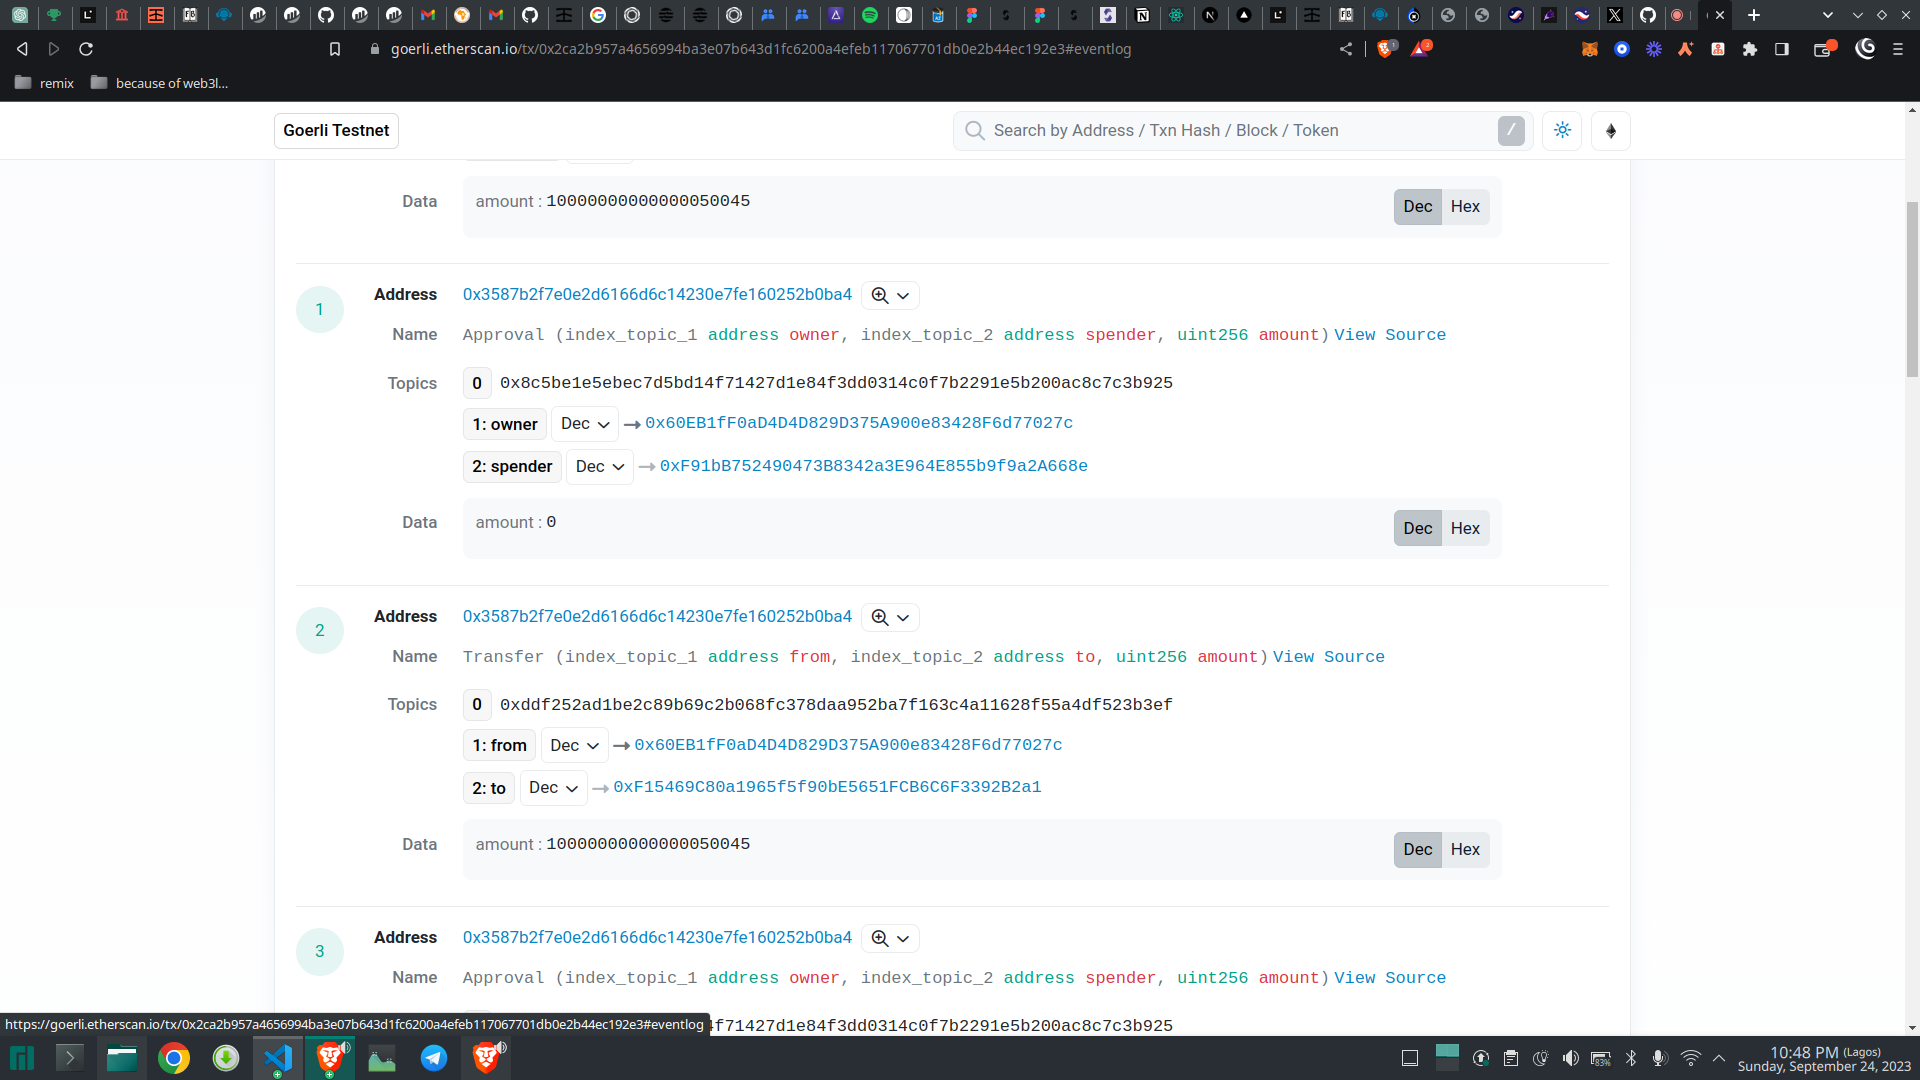 goerli.etherscan.io/tx/0x2ca2b957a4656994ba3e07b643d1fc6200a4efeb117067701db0e2b44ec192e3#eventlog
remix
because of web3l...
Goerli Testnet
Search by Address / Txn Hash / Block / Token
/
Data
amount : 10000000000000050045
Dec Hex
1
Address 0x3587b2f7e0e2d6166d6c14230e7fe160252b0ba4
Name Approval (index_topic_1 address owner, index_topic_2 address spender, uint256 amount) View Source
Topics 0 0x8c5be1e5ebec7d5bd14f71427d1e84f3dd0314c0f7b2291e5b200ac8c7c3b925
1: owner Dec → 0x60EB1fF0aD4D4D829D375A900e83428F6d77027c
2: spender Dec → 0xF91bB752490473B8342a3E964E855b9f9a2A668e
Data amount : 0
Dec Hex
2
Address 0x3587b2f7e0e2d6166d6c14230e7fe160252b0ba4
Name Transfer (index_topic_1 address from, index_topic_2 address to, uint256 amount) View Source
Topics 0 0xddf252ad1be2c89b69c2b068fc378daa952ba7f163c4a11628f55a4df523b3ef
1: from Dec → 0x60EB1fF0aD4D4D829D375A900e83428F6d77027c
2: to Dec → 0xF15469C80a1965f5f90bE5651FCB6C6F3392B2a1
Data amount : 10000000000000050045
Dec Hex
3
Address 0x3587b2f7e0e2d6166d6c14230e7fe160252b0ba4
Name Approval (index_topic_1 address owner, index_topic_2 address spender, uint256 amount) View Source
https://goerli.etherscan.io/tx/0x2ca2b957a4656994ba3e07b643d1fc6200a4efeb117067701db0e2b44ec192e3#eventlog
4f71427d1e84f3dd0314c0f7b2291e5b200ac8c7c3b925
83%
10:48 PM (Lagos)
Sunday, September 24, 2023